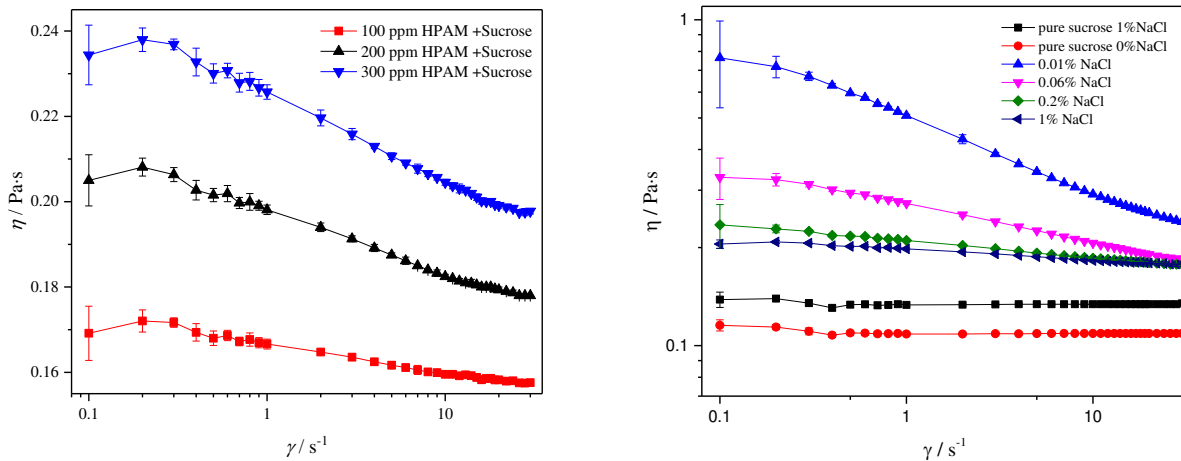 0.24
0.22
0.20
0.18
0.16
η / Pa·s
0.1
1
10
γ / s-1
100 ppm HPAM +Sucrose
200 ppm HPAM +Sucrose
300 ppm HPAM +Sucrose
1
0.1
η / Pa·s
0.1
1
10
γ / s-1
pure sucrose 1%NaCl
pure sucrose 0%NaCl
0.01% NaCl
0.06% NaCl
0.2% NaCl
1% NaCl